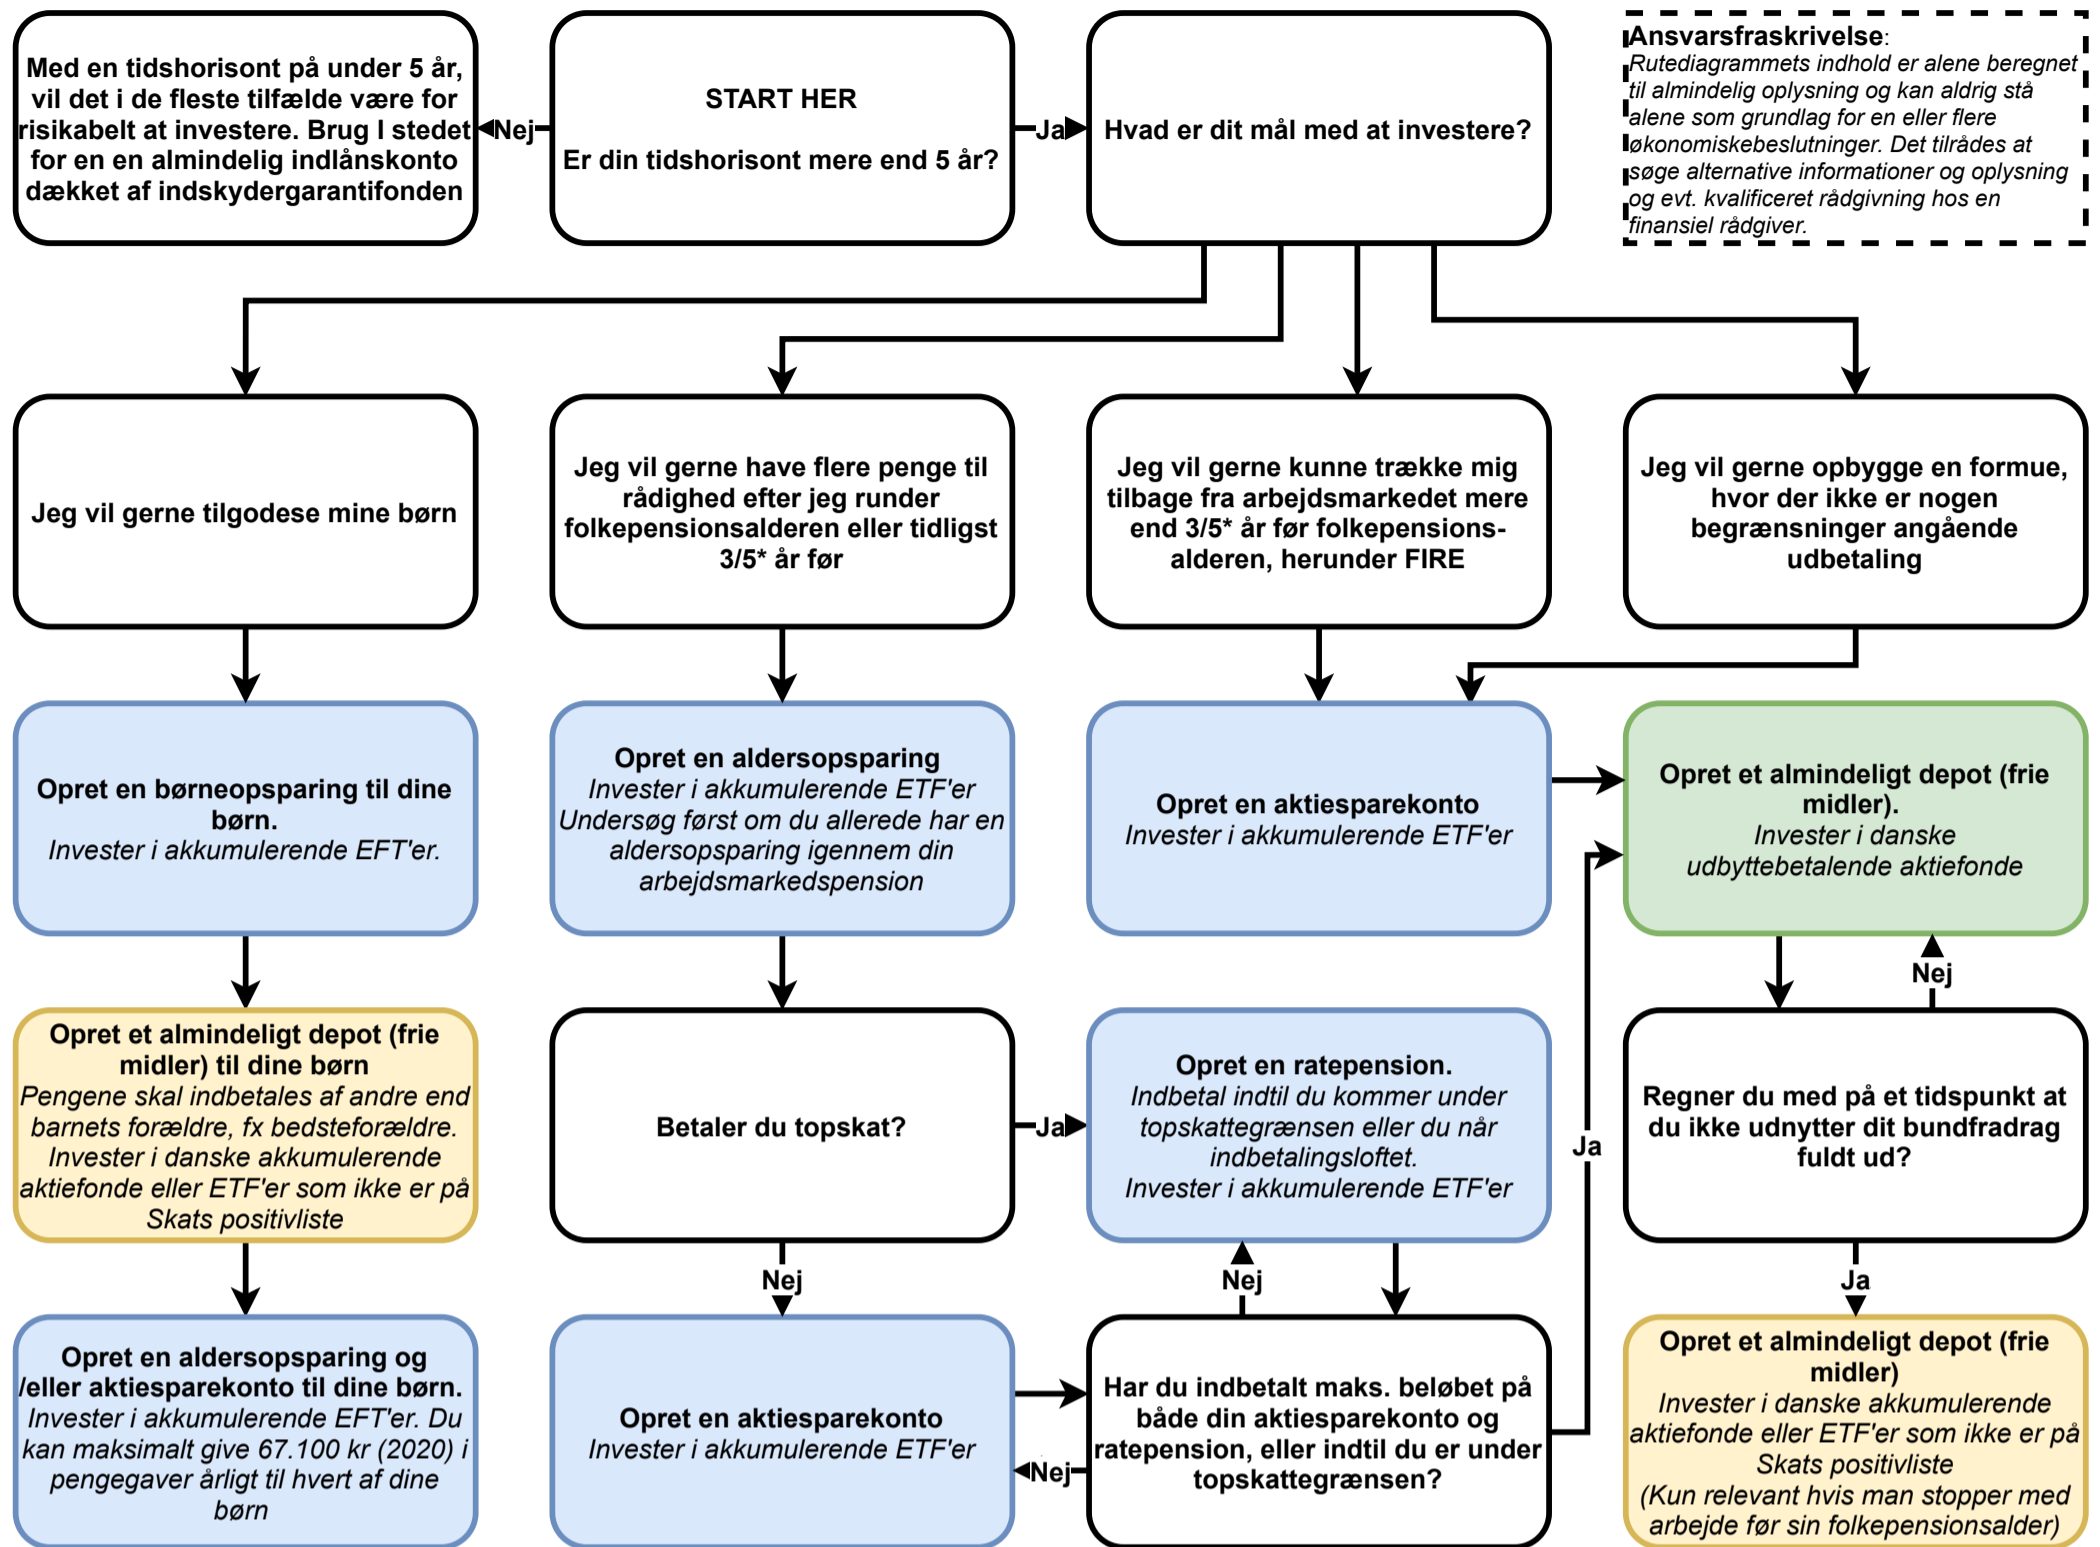 Med en tidshorisont på under 5 år,
vil det i de fleste tilfælde være for
risikabelt at investere. Brug I stedet
for en en almindelig indlånskonto
dækket af indskydergarantifonden
Nej
START HER
Er din tidshorisont mere end 5 år?
Ja
Hvad er dit mål med at investere?
Ansvarsfraskrivelse:
Rutediagrammets indhold er alene beregnet
til almindelig oplysning og kan aldrig stå
alene som grundlag for en eller flere
økonomiskebeslutninger. Det tilrådes at
søge alternative informationer og oplysning
og evt. kvalificeret rådgivning hos en
finansiel rådgiver.
Jeg vil gerne tilgodese mine børn
Jeg vil gerne have flere penge til
rådighed efter jeg runder
folkepensionsalderen eller tidligst
3/5* år før
Jeg vil gerne kunne trække mig
tilbage fra arbejdsmarkedet mere
end 3/5* år før folkepensions-
alderen, herunder FIRE
Jeg vil gerne opbygge en formue,
hvor der ikke er nogen
begrænsninger angående
udbetaling
Opret en børneopsparing til dine
børn.
Invester i akkumulerende EFT'er.
Opret en aldersopsparing
Invester i akkumulerende ETF'er
Undersøg først om du allerede har en
aldersopsparing igennem din
arbejdsmarkedspension
Opret en aktiesparekonto
Invester i akkumulerende ETF'er
Opret et almindeligt depot (frie
midler).
Invester i danske
udbyttebetalende aktiefonde
Nej
Opret et almindeligt depot (frie
midler) til dine børn
Pengene skal indbetales af andre end
barnets forældre, fx bedsteforældre.
Invester i danske akkumulerende
aktiefonde eller ETF'er som ikke er på
Skats positivliste
Betaler du topskat?
Ja
Opret en ratepension.
Indbetal indtil du kommer under
topskattegrænsen eller du når
indbetalingsloftet.
Invester i akkumulerende ETF'er
Ja
Regner du med på et tidspunkt at
du ikke udnytter dit bundfradrag
fuldt ud?
Nej
Nej
Ja
Opret en aldersopsparing og
/eller aktiesparekonto til dine børn.
Invester i akkumulerende EFT'er. Du
kan maksimalt give 67.100 kr (2020) i
pengegaver årligt til hvert af dine
børn
Opret en aktiesparekonto
Invester i akkumulerende ETF'er
Nej
Har du indbetalt maks. beløbet på
både din aktiesparekonto og
ratepension, eller indtil du er under
topskattegrænsen?
Opret et almindeligt depot (frie
midler)
Invester i danske akkumulerende
aktiefonde eller ETF'er som ikke er på
Skats positivliste
(Kun relevant hvis man stopper med
arbejde før sin folkepensionsalder)